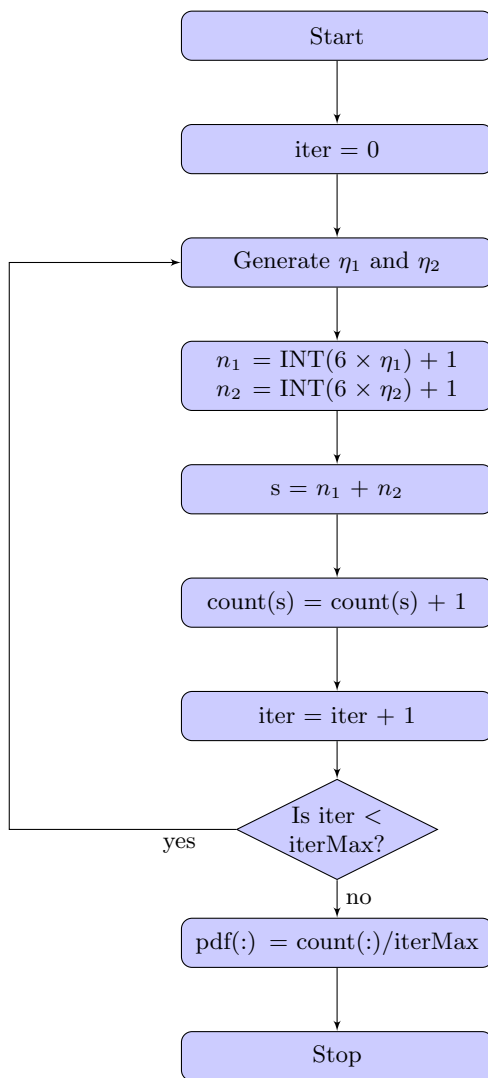 Start
iter = 0
Generate η₁ and η₂
n₁ = INT(6 × η₁) + 1
n₂ = INT(6 × η₂) + 1
s = n₁ + n₂
count(s) = count(s) + 1
iter = iter + 1
Is iter <
iterMax?
yes
no
pdf(:) = count(:)/iterMax
Stop